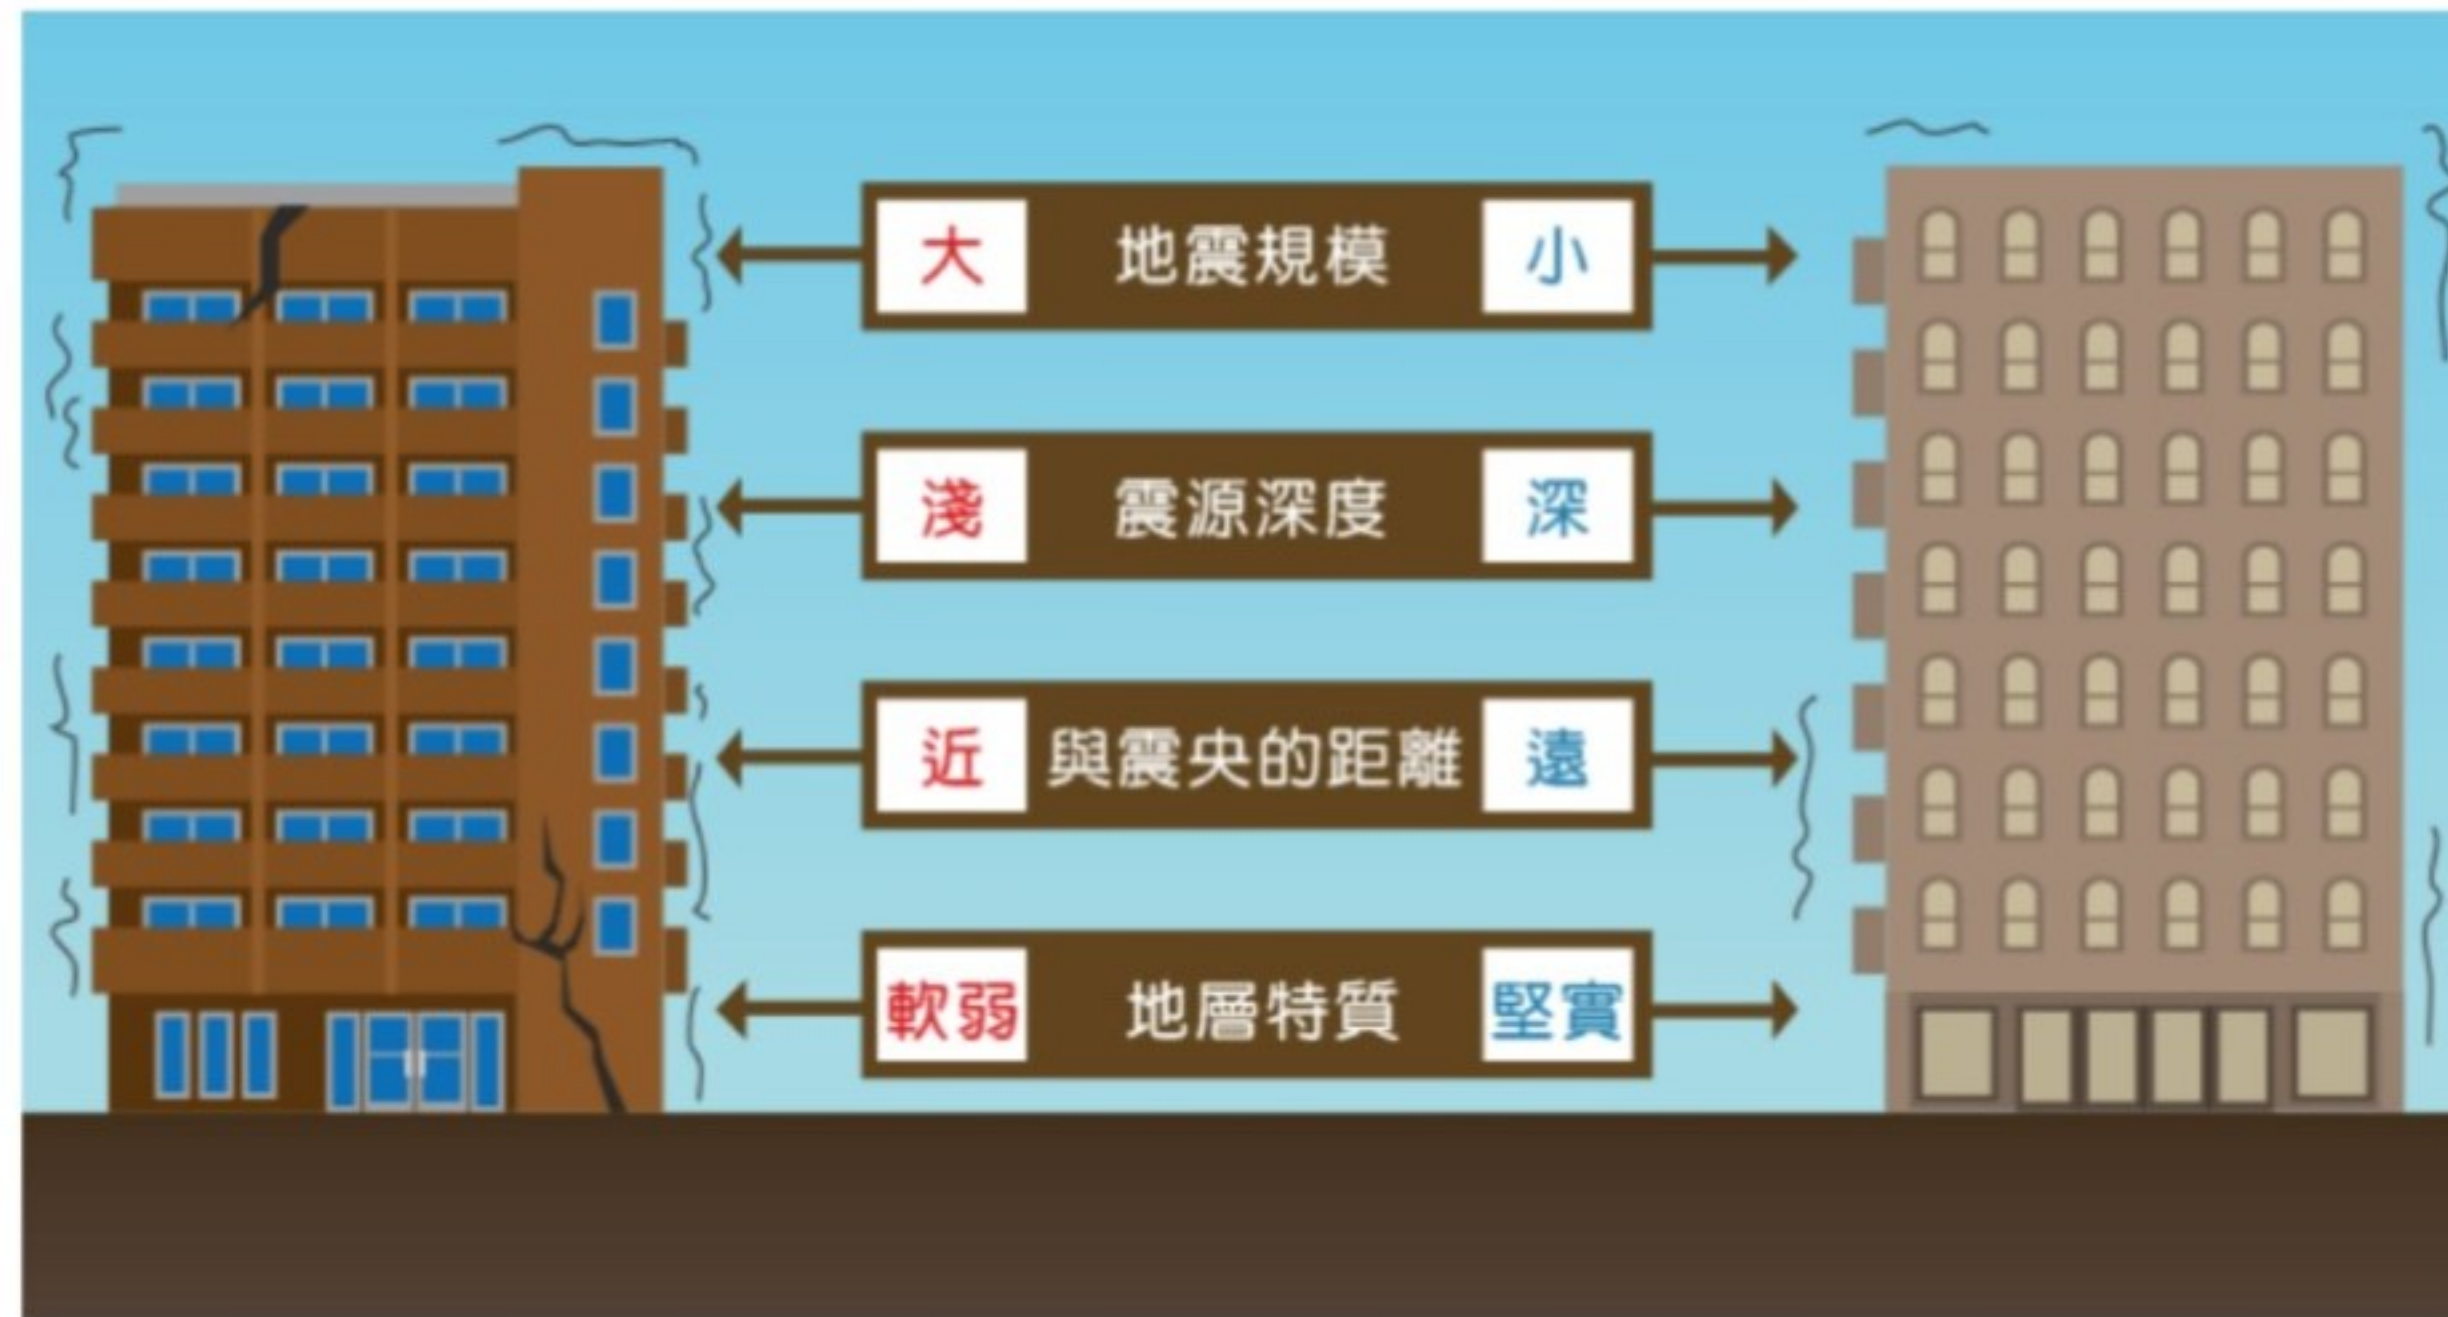 大 地震規模 小
淺 震源深度 深
近 與震央的距離 遠
軟弱 地層特質 堅實